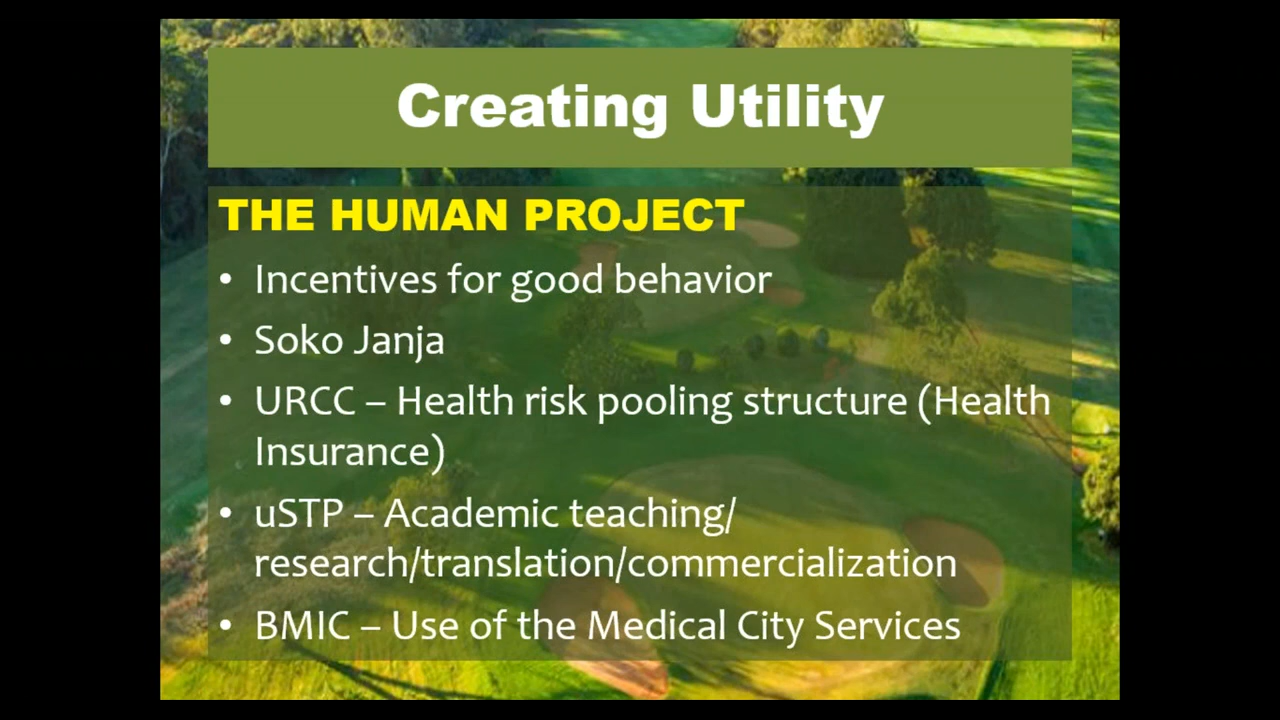 Creating Utility
THE HUMAN PROJECT
• Incentives for good behavior
• Soko Janja
• URCC – Health risk pooling structure (Health
Insurance)
• uSTP – Academic teaching/
research/translation/commercialization
• BMIC – Use of the Medical City Services